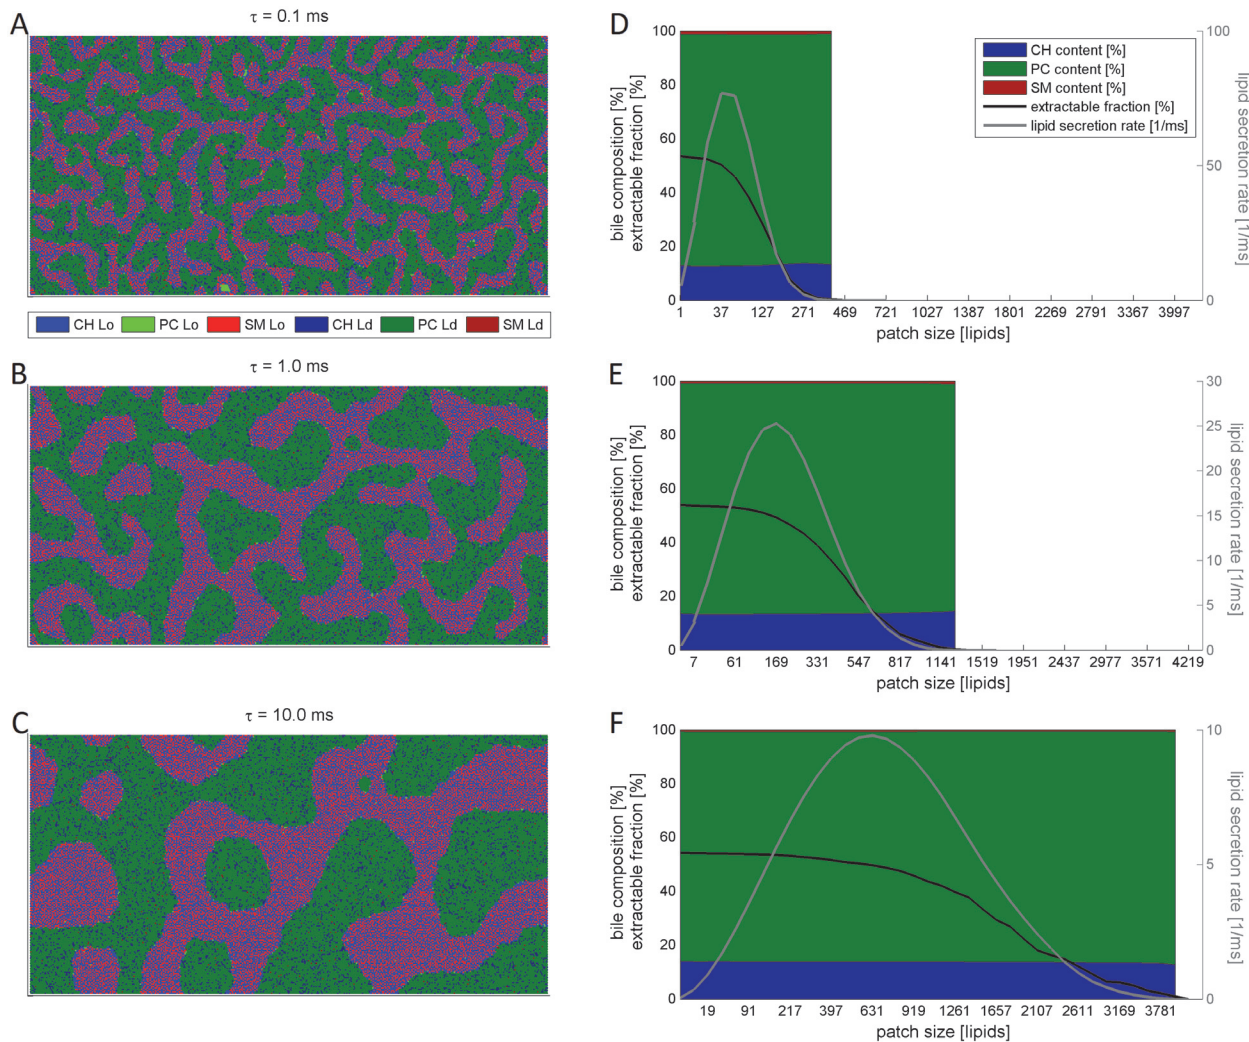 A
τ = 0.1 ms
CH Lo PC Lo SM Lo CH Ld PC Ld SM Ld
B
τ = 1.0 ms
C
τ = 10.0 ms
D
bile composition [%]
extractable fraction [%]
100
80
60
40
20
0
CH content [%]
PC content [%]
SM content [%]
extractable fraction [%]
lipid secretion rate [1/ms]
100
50
0
lipid secretion rate [1/ms]
1 37 127 271 469 721 1027 1387 1801 2269 2791 3367 3997
patch size [lipids]
E
bile composition [%]
extractable fraction [%]
100
80
60
40
20
0
30
25
20
15
10
5
0
lipid secretion rate [1/ms]
7 61 169 331 547 817 1141 1519 1951 2437 2977 3571 4219
patch size [lipids]
F
bile composition [%]
extractable fraction [%]
100
80
60
40
20
0
10
5
0
lipid secretion rate [1/ms]
19 91 217 397 631 919 1261 1657 2107 2611 3169 3781
patch size [lipids]